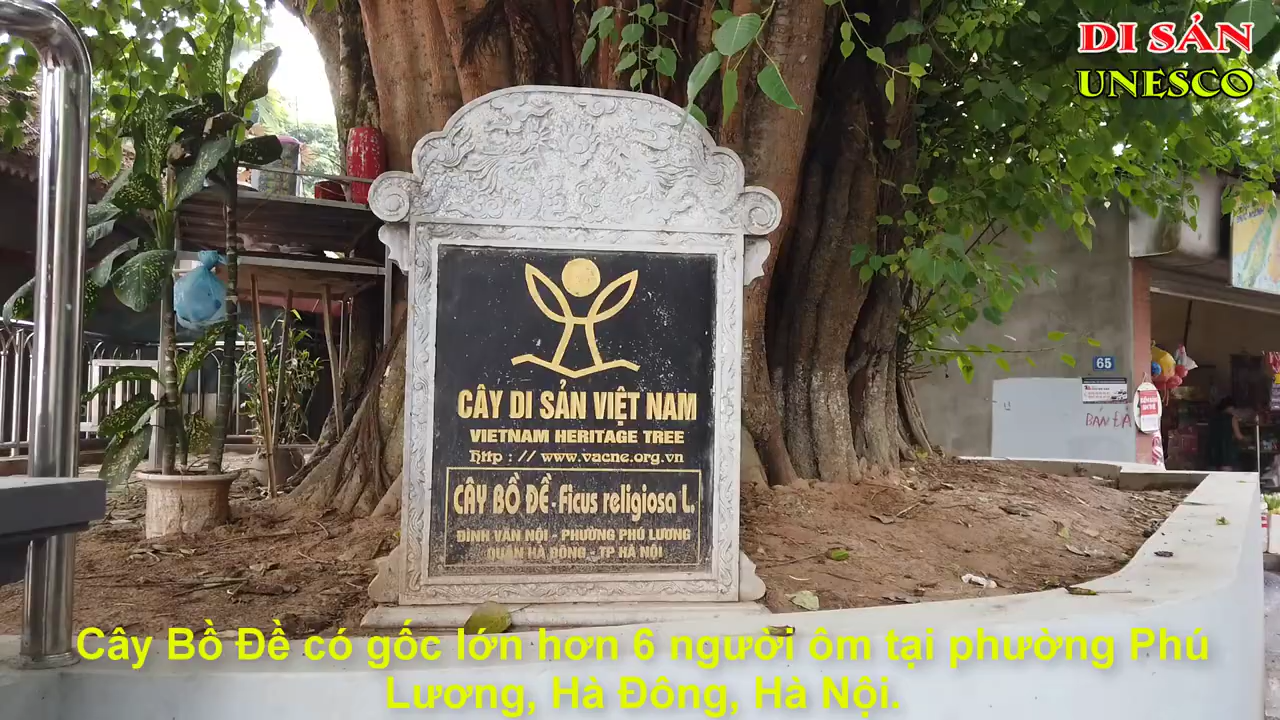 DI SẢN
UNESCO
CÂY DI SẢN VIỆT NAM
VIETNAM HERITAGE TREE
http : // www.vacne.org.vn
CÂY BỒ ĐỀ - Ficus religiosa L.
ĐÌNH VĂN NỘI - PHƯỜNG PHÚ LƯƠNG
QUẬN HÀ ĐÔNG - TP HÀ NỘI
65
BÁN ĐÁ
Cây Bồ Đề có gốc lớn hơn 6 người ôm tại phường Phú
Lương, Hà Đông, Hà Nội.